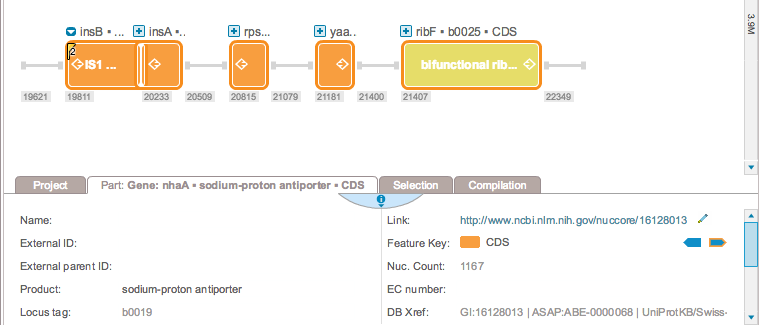 insB ▪ ... insA ▪.. rps... yaa.. ribF ▪ b0025 ▪ CDS
2 IS1 ... bifunctional rib...
19621 19811 20233 20509 20815 21079 21181 21400 21407 22349
3.9M
Project Part: Gene: nhaA ▪ sodium-proton antiporter ▪ CDS Selection Compilation
Name: Link: http://www.ncbi.nlm.nih.gov/nuccore/16128013
External ID: Feature Key: CDS
External parent ID: Nuc. Count: 1167
Product: sodium-proton antiporter EC number:
Locus tag: b0019 DB Xref: GI:16128013 | ASAP:ABE-0000068 | UniProtKB/Swiss-